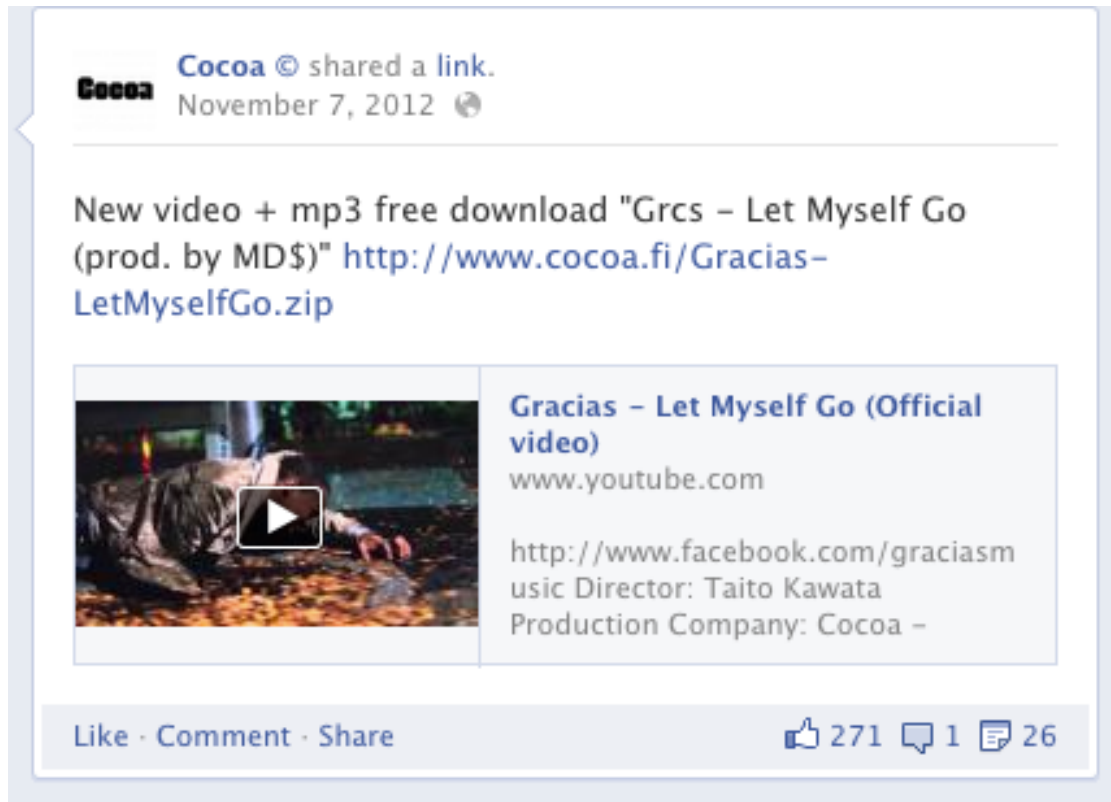 Cocoa
Cocoa © shared a link.
November 7, 2012
New video + mp3 free download "Grcs – Let Myself Go
(prod. by MD$)" http://www.cocoa.fi/Gracias-
LetMyselfGo.zip
Gracias – Let Myself Go (Official
video)
www.youtube.com
http://www.facebook.com/graciasm
usic Director: Taito Kawata
Production Company: Cocoa –
Like · Comment · Share 271 1 26